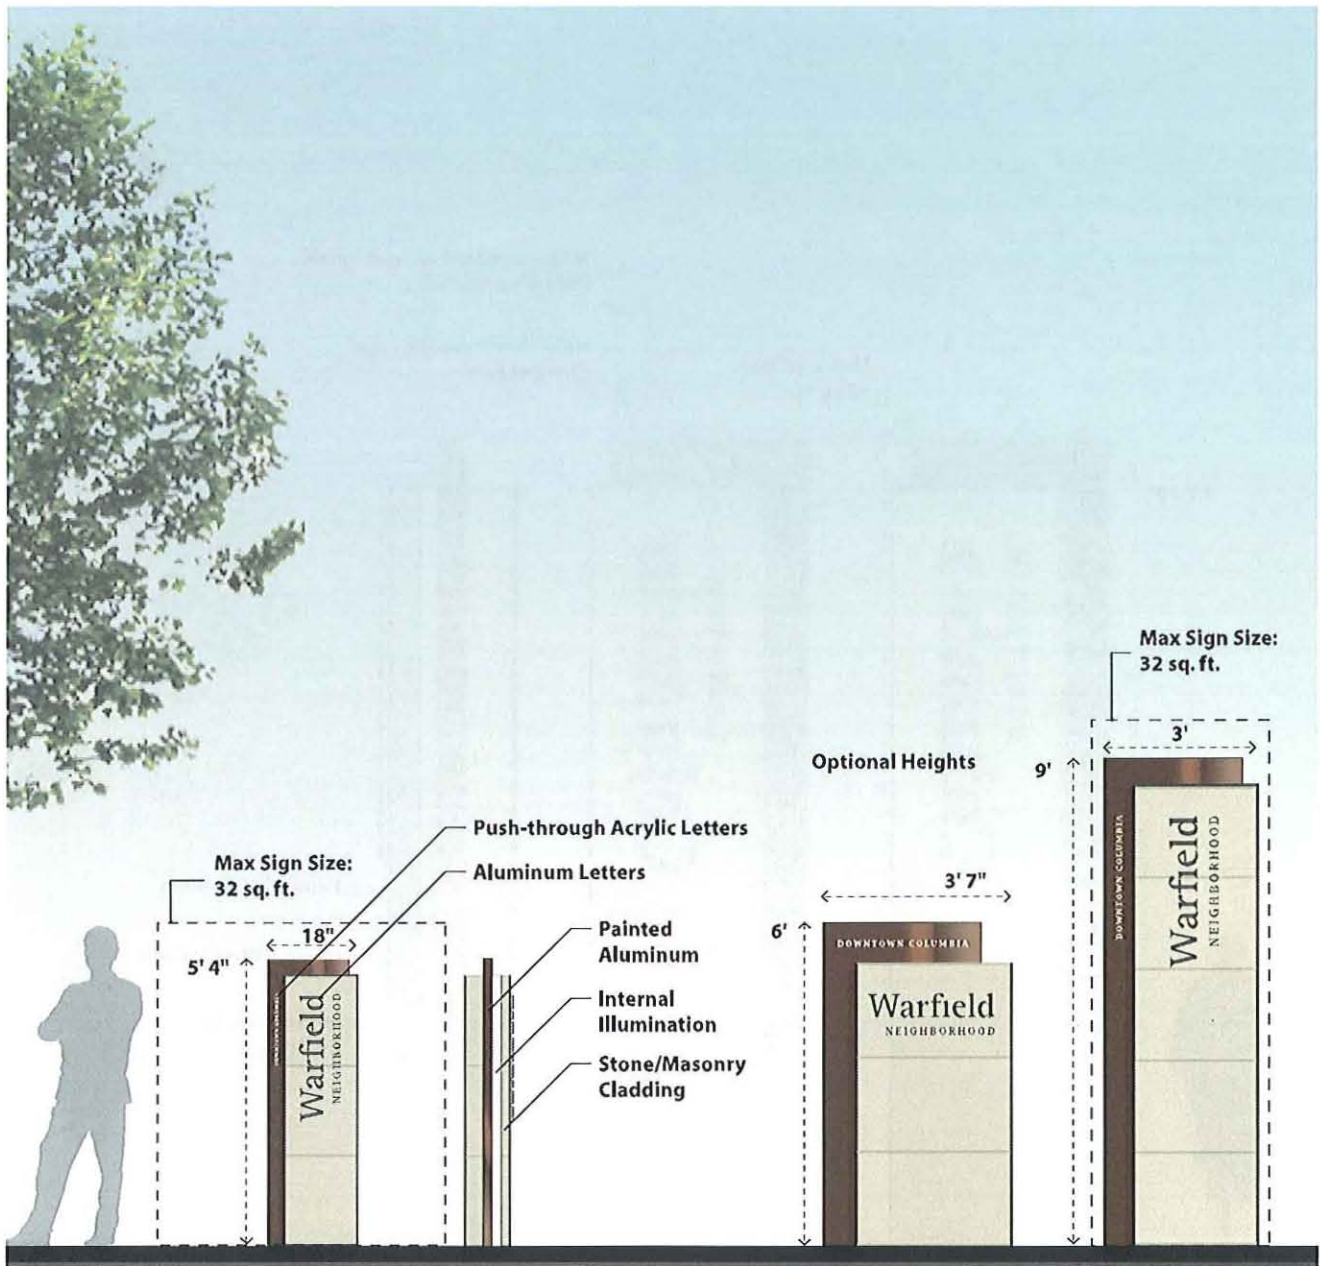 Max Sign Size:
32 sq. ft.
Optional Heights
9'
3'
DOWNTOWN COLUMBIA
Warfield
NEIGHBORHOOD
Push-through Acrylic Letters
Aluminum Letters
Max Sign Size:
32 sq. ft.
18"
5' 4"
DOWNTOWN COLUMBIA
Warfield
NEIGHBORHOOD
Painted
Aluminum
Internal
Illumination
Stone/Masonry
Cladding
3' 7"
6'
DOWNTOWN COLUMBIA
Warfield
NEIGHBORHOOD